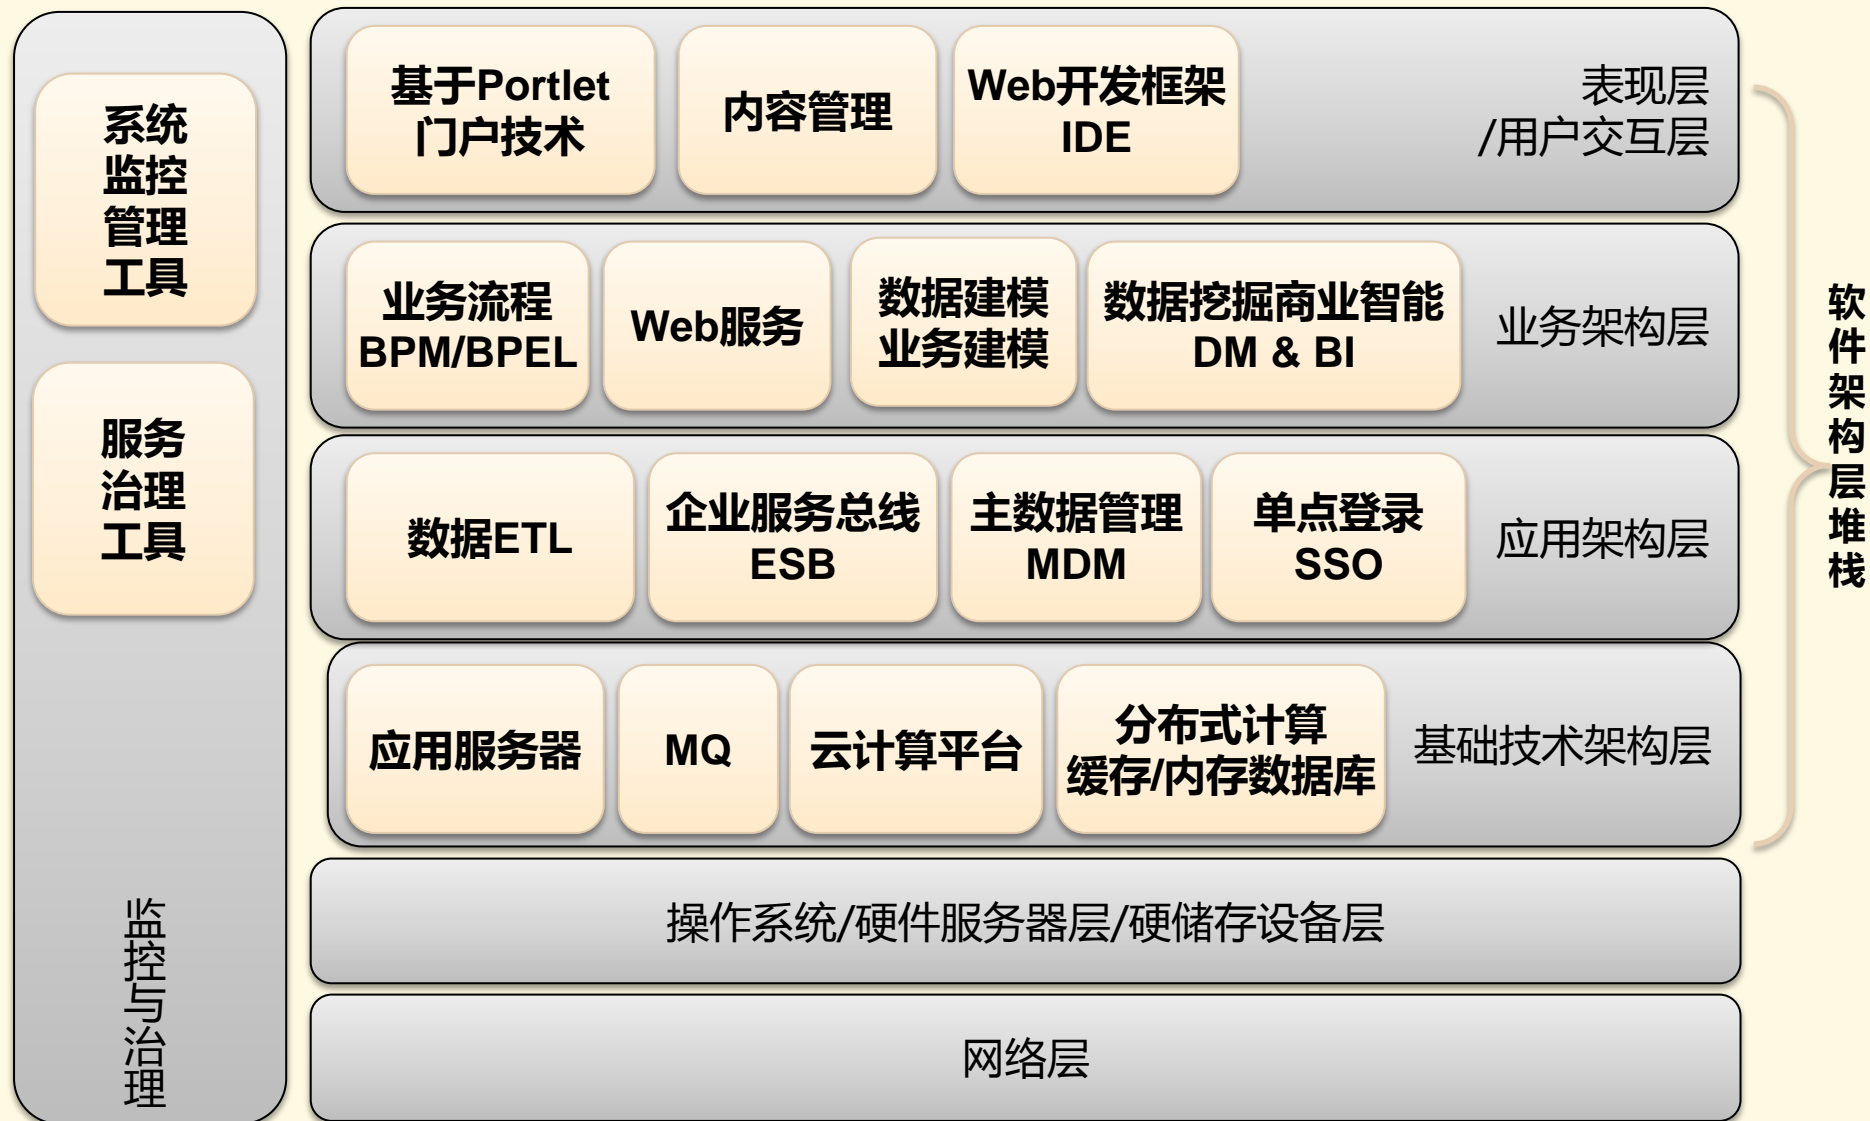 系统
监控
管理
工具
服务
治理
工具
监控与治理
基于Portlet
门户技术
内容管理
Web开发框架
IDE
表现层
/用户交互层
业务流程
BPM/BPEL
Web服务
数据建模
业务建模
数据挖掘商业智能
DM & BI
业务架构层
数据ETL
企业服务总线
ESB
主数据管理
MDM
单点登录
SSO
应用架构层
应用服务器
MQ
云计算平台
分布式计算
缓存/内存数据库
基础技术架构层
操作系统/硬件服务器层/硬储存设备层
网络层
软件架构层堆栈